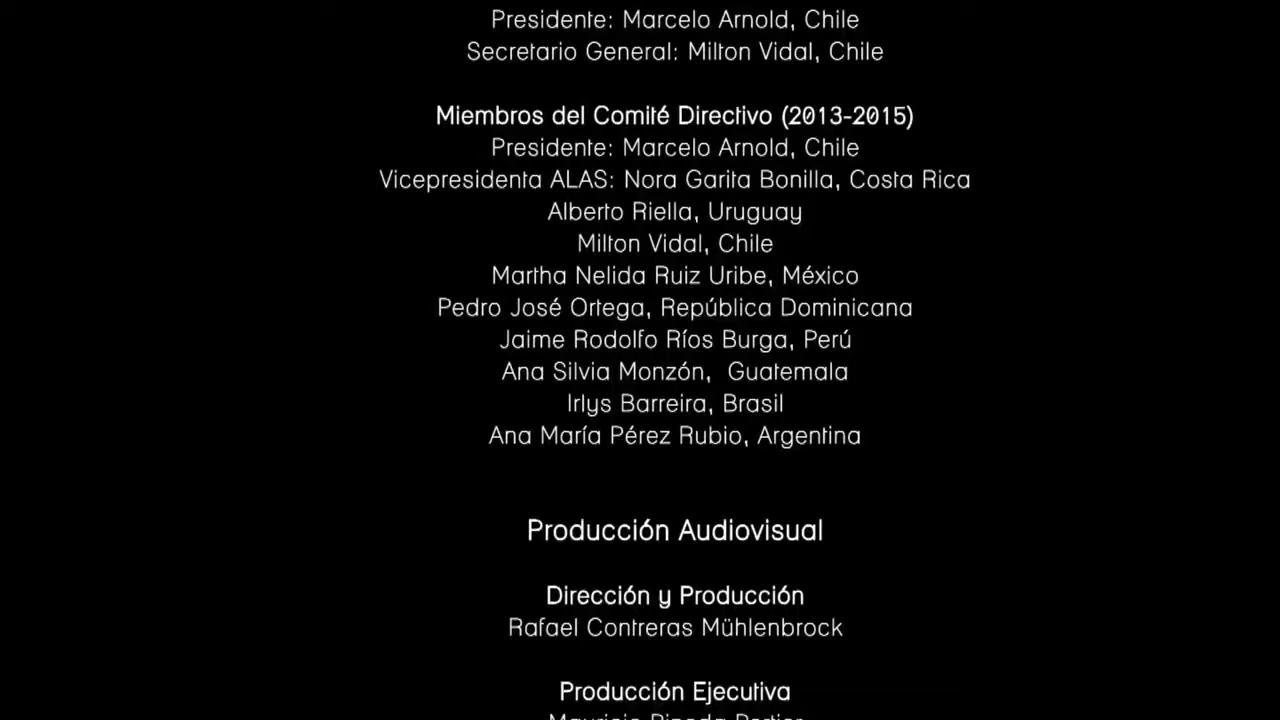 Presidente: Marcelo Arnold, Chile
Secretario General: Milton Vidal, Chile
Miembros del Comité Directivo (2013-2015)
Presidente: Marcelo Arnold, Chile
Vicepresidenta ALAS: Nora Garita Bonilla, Costa Rica
Alberto Riella, Uruguay
Milton Vidal, Chile
Martha Nelida Ruiz Uribe, México
Pedro José Ortega, República Dominicana
Jaime Rodolfo Ríos Burga, Perú
Ana Silvia Monzón, Guatemala
Irlys Barreira, Brasil
Ana María Pérez Rubio, Argentina
Producción Audiovisual
Dirección y Producción
Rafael Contreras Mühlenbrock
Producción Ejecutiva
Mauricio Pineda